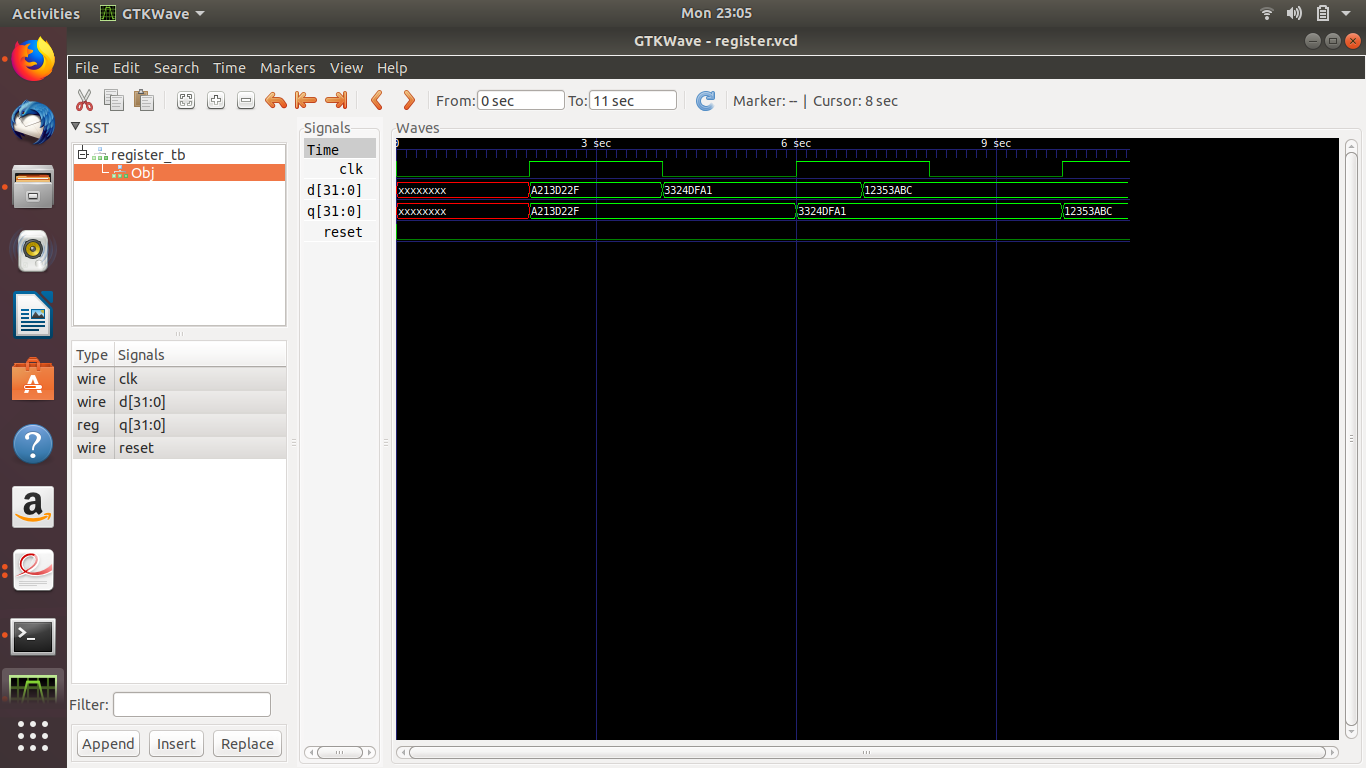 Activities GTKWave Mon 23:05
GTKWave - register.vcd
File Edit Search Time Markers View Help
From: 0 sec To: 11 sec Marker: -- | Cursor: 8 sec
SST
register_tb
Obj
Type Signals
wire clk
wire d[31:0]
reg q[31:0]
wire reset
Filter:
Append Insert Replace
Signals
Time
clk
d[31:0]
q[31:0]
reset
Waves
0 3 sec 6 sec 9 sec
xxxxxxxx A213D22F 3324DFA1 12353ABC
xxxxxxxx A213D22F 3324DFA1 12353ABC